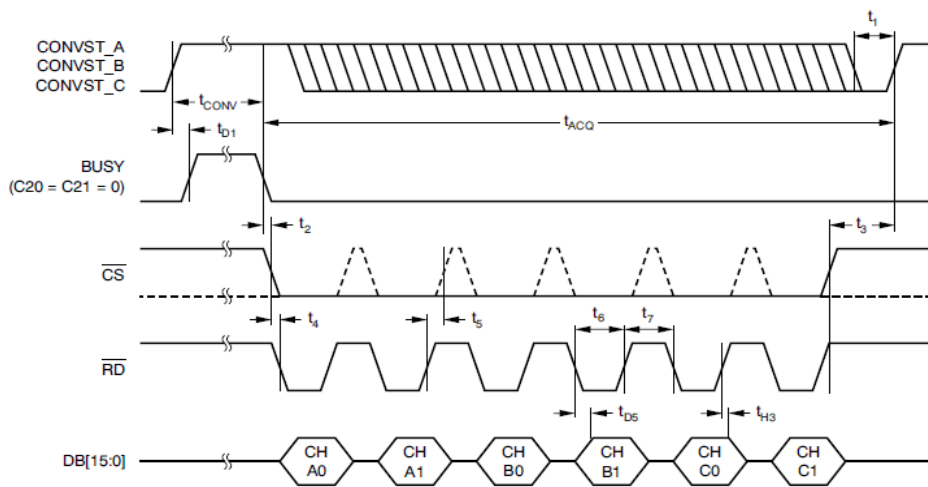 t1
CONVST_A
CONVST_B
CONVST_C
tCONV
tACQ
tD1
BUSY
(C20 = C21 = 0)
t2
t3
CS
t4
t5
t6
t7
RD
tD5
tH3
DB[15:0]
CH A0
CH A1
CH B0
CH B1
CH C0
CH C1